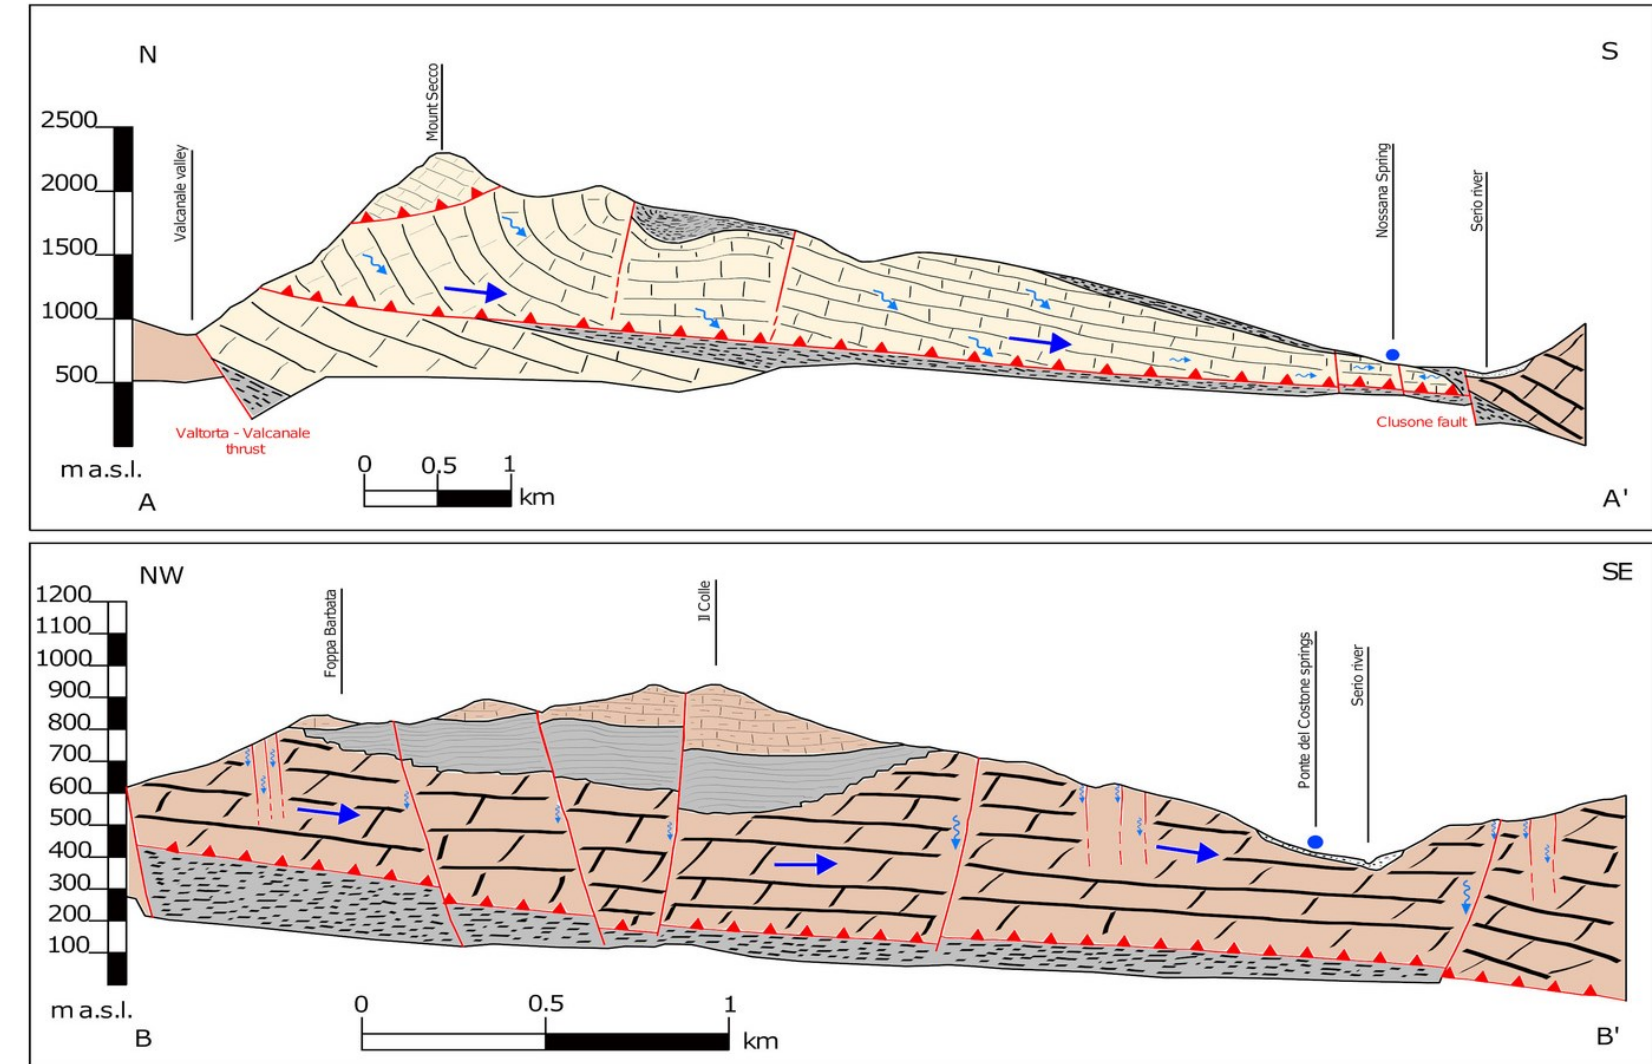 N
S
Valcanale valley
Mount Secco
Nossana Spring
Serio river
2500
2000
1500
1000
500
m a.s.l.
Valtorta - Valcanale
thrust
Clusone fault
0 0.5 1
km
A
A'
NW
SE
Foppa Barbata
Il Colle
Ponte del Costone springs
Serio river
1200
1100
1000
900
800
700
600
500
400
300
200
100
m a.s.l.
0 0.5 1
km
B
B'